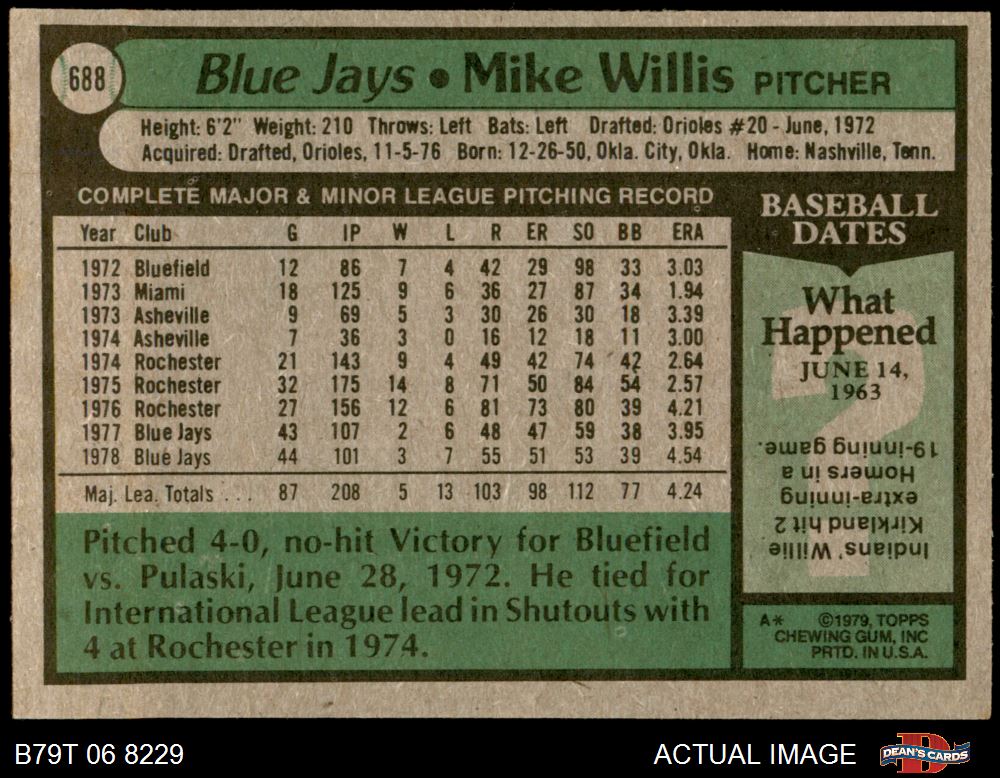 688
Blue Jays • Mike Willis PITCHER
Height: 6'2" Weight: 210 Throws: Left Bats: Left Drafted: Orioles #20 - June, 1972
Acquired: Drafted, Orioles, 11-5-76 Born: 12-26-50, Okla. City, Okla. Home: Nashville, Tenn.
COMPLETE MAJOR & MINOR LEAGUE PITCHING RECORD
Year Club G IP W L R ER SO BB ERA
1972 Bluefield 12 86 7 4 42 29 98 33 3.03
1973 Miami 18 125 9 6 36 27 87 34 1.94
1973 Asheville 9 69 5 3 30 26 30 18 3.39
1974 Asheville 7 36 3 0 16 12 18 11 3.00
1974 Rochester 21 143 9 4 49 42 74 42 2.64
1975 Rochester 32 175 14 8 71 50 84 54 2.57
1976 Rochester 27 156 12 6 81 73 80 39 4.21
1977 Blue Jays 43 107 2 6 48 47 59 38 3.95
1978 Blue Jays 44 101 3 7 55 51 53 39 4.54
Maj. Lea. Totals . . . 87 208 5 13 103 98 112 77 4.24
Pitched 4-0, no-hit Victory for Bluefield
vs. Pulaski, June 28, 1972. He tied for
International League lead in Shutouts with
4 at Rochester in 1974.
BASEBALL
DATES
What
Happened
JUNE 14,
1963
Indians' Willie
Kirkland hit 2
extra-inning
Homers in a
19-inning game.
A* ©1979, TOPPS
CHEWING GUM, INC
PRTD. IN U.S.A.
B79T 06 8229
ACTUAL IMAGE
DEAN'S CARDS